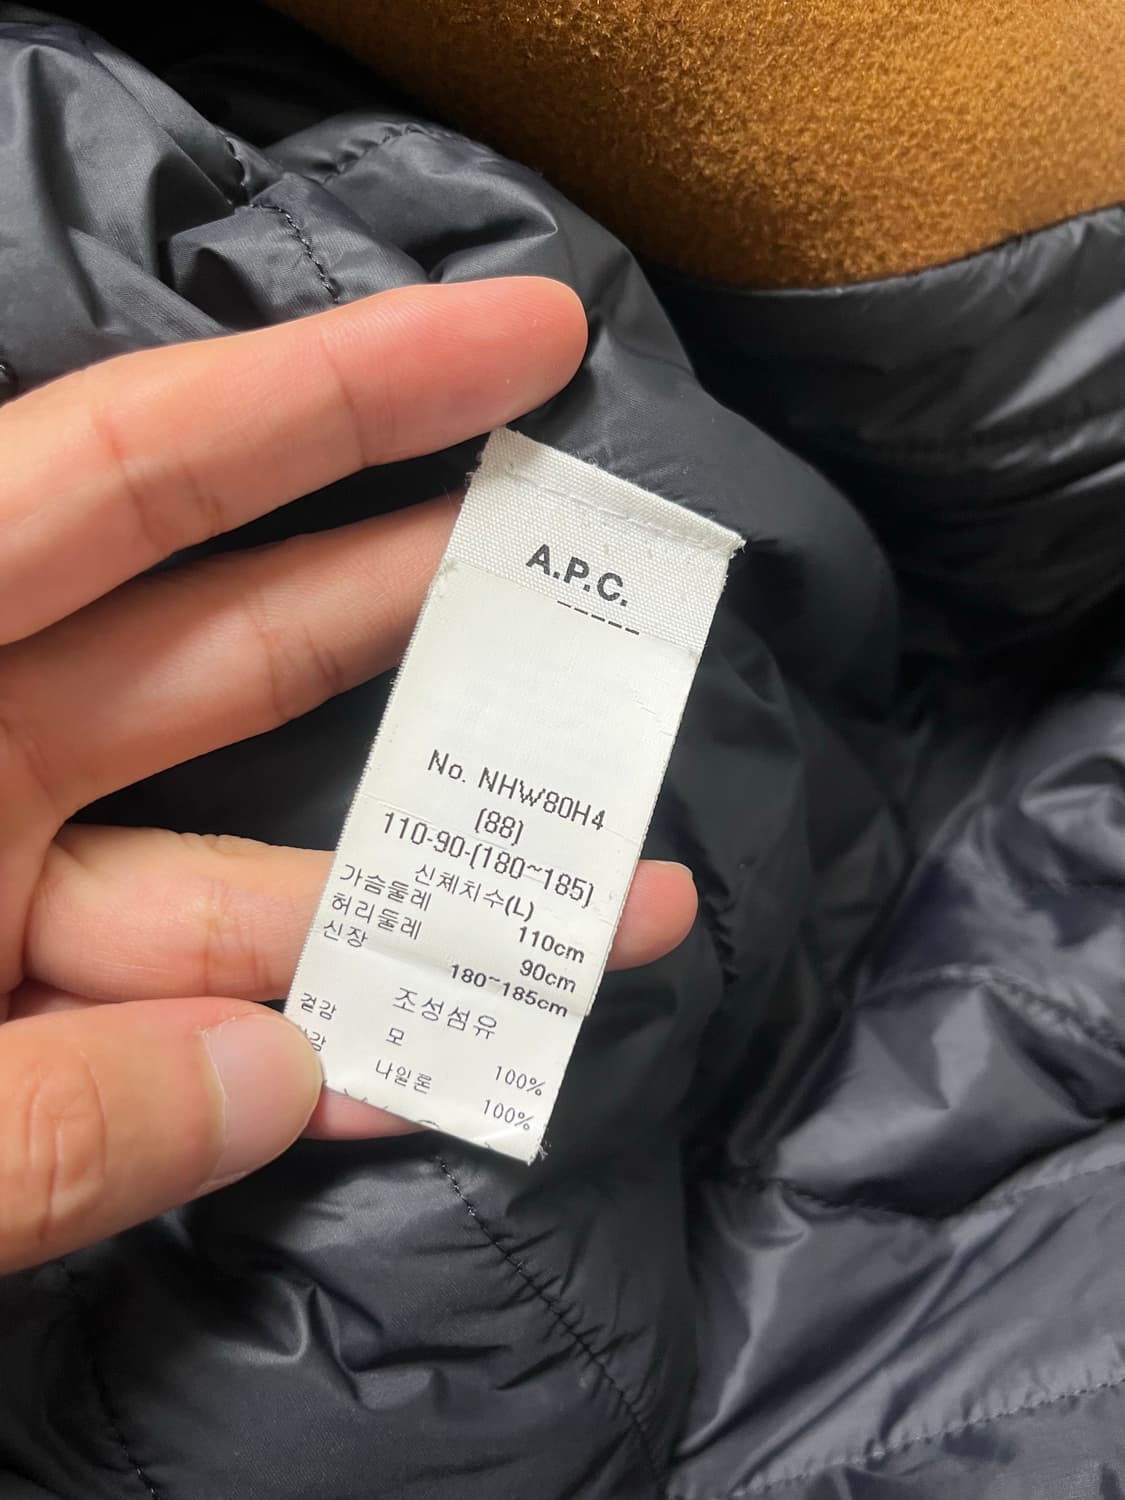 A.P.C.
No. NHW80H4
(88)
110-90-(180~185)
신체치수(L)
가슴둘레 110cm
허리둘레 90cm
신장 180~185cm
조성섬유
겉감 모 100%
나일론 100%